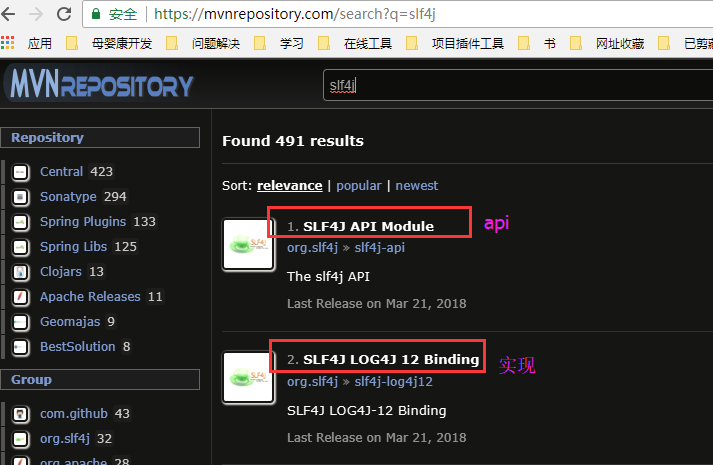 安全 https://mvnrepository.com/search?q=slf4j
应用 母婴康开发 问题解决 学习 在线工具 项目插件工具 书 网址收藏 已剪藏
MVNREPOSITORY
slf4j
Repository
Central 423
Sonatype 294
Spring Plugins 133
Spring Libs 125
Clojars 13
Apache Releases 11
Geomajas 9
BestSolution 8
Group
com.github 43
org.slf4j 32
org.apache 28
Found 491 results
Sort: relevance | popular | newest
1. SLF4J API Module api
org.slf4j » slf4j-api
The slf4j API
Last Release on Mar 21, 2018
2. SLF4J LOG4J 12 Binding 实现
org.slf4j » slf4j-log4j12
SLF4J LOG4J-12 Binding
Last Release on Mar 21, 2018